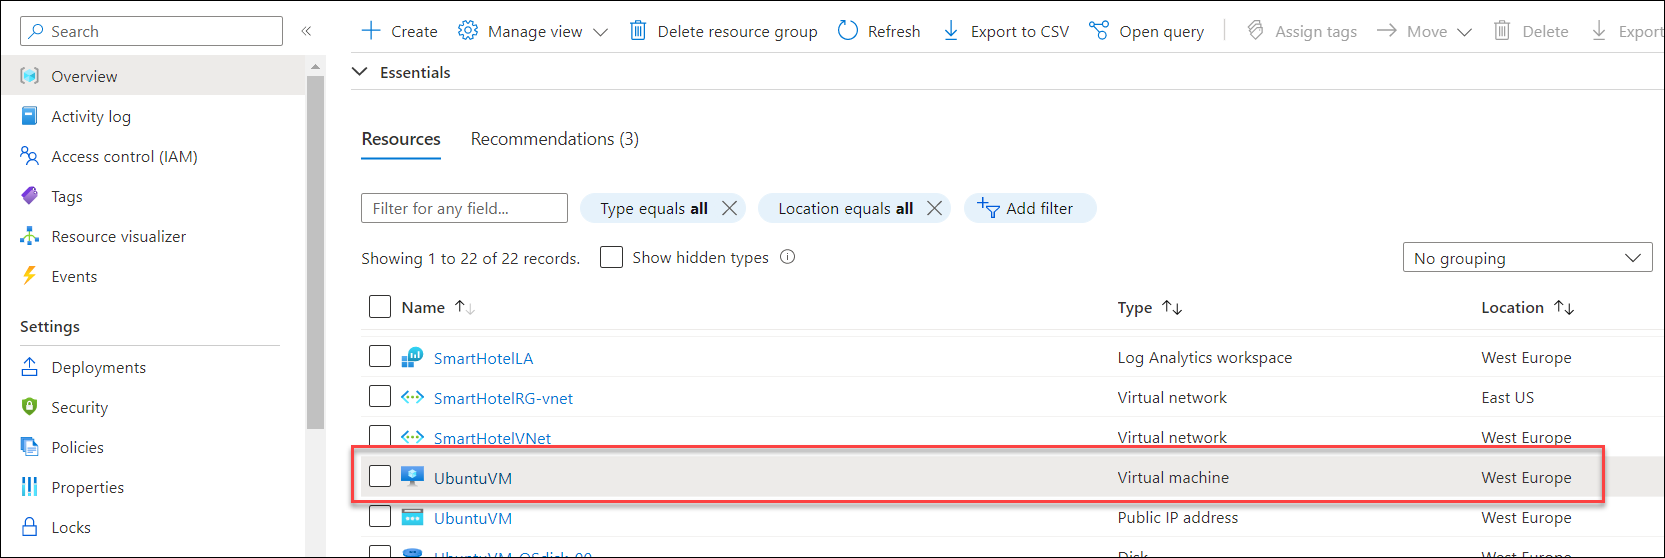 Search
«
Create
Manage view
Delete resource group
Refresh
Export to CSV
Open query
Assign tags
Move
Delete
Export
Overview
Activity log
Access control (IAM)
Tags
Resource visualizer
Events
Settings
Deployments
Security
Policies
Properties
Locks
Essentials
Resources
Recommendations (3)
Filter for any field...
Type equals all
Location equals all
Add filter
Showing 1 to 22 of 22 records.
Show hidden types
No grouping
Name Type Location
SmartHotelLA Log Analytics workspace West Europe
SmartHotelRG-vnet Virtual network East US
SmartHotelVNet Virtual network West Europe
UbuntuVM Virtual machine West Europe
UbuntuVM Public IP address West Europe